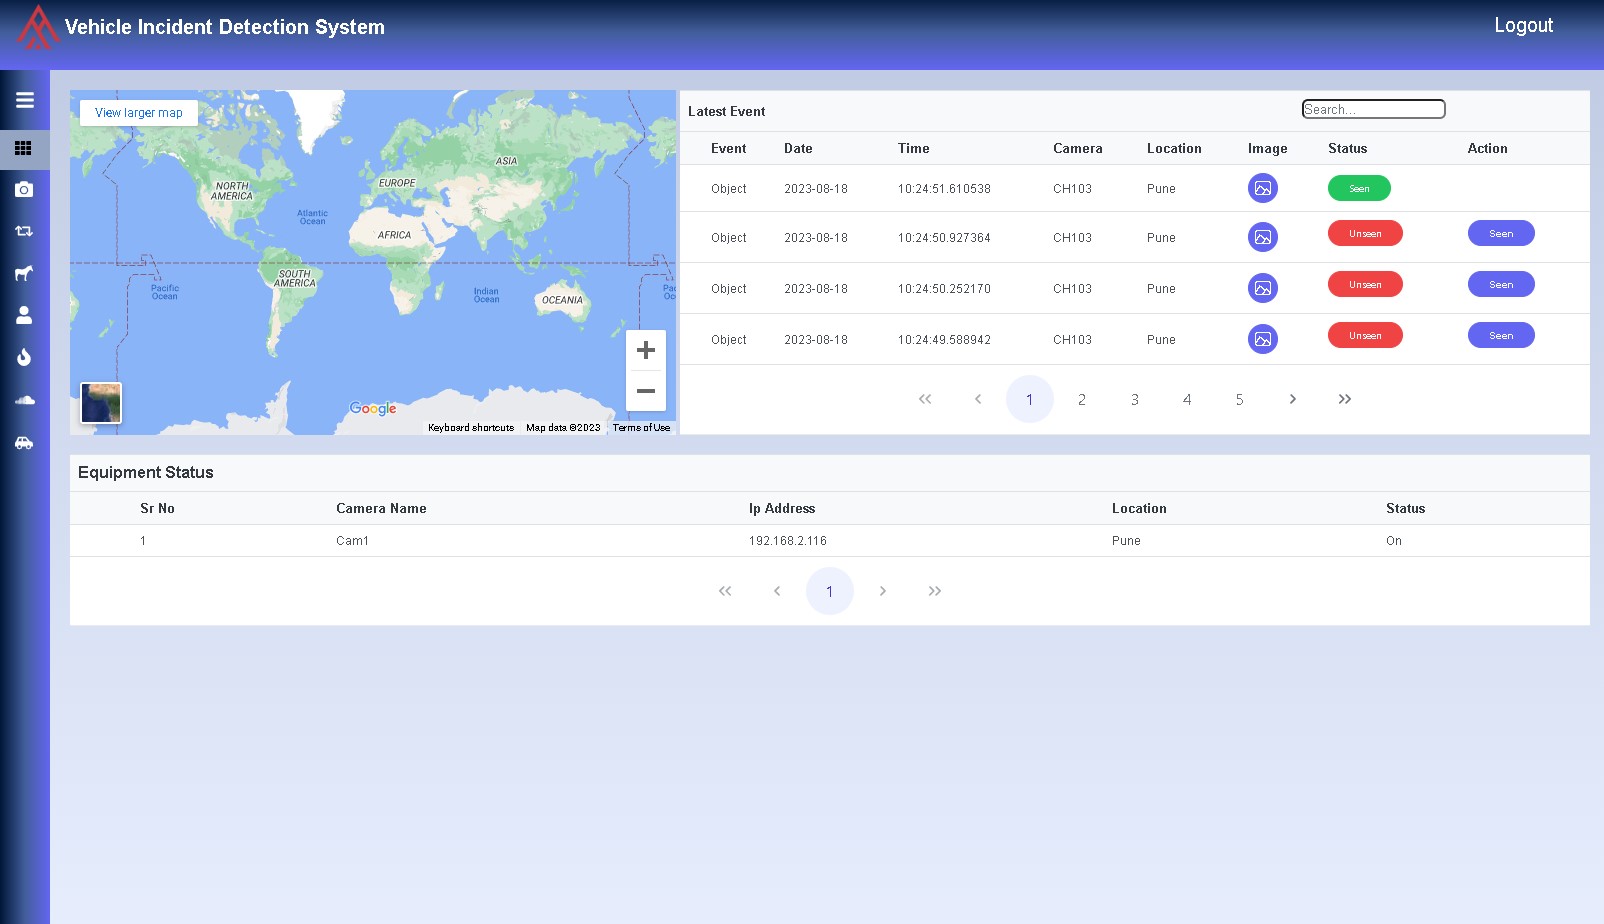 Vehicle Incident Detection System
Logout
View larger map
NORTH
AMERICA
EUROPE
ASIA
Atlantic
Ocean
AFRICA
SOUTH
AMERICA
Pacific
Ocean
Indian
Ocean
OCEANIA
Pac
Oc
Google
Keyboard shortcuts Map data ©2023 Terms of Use
Latest Event
Search...
Event Date Time Camera Location Image Status Action
Object 2023-08-18 10:24:51.610538 CH103 Pune Seen
Object 2023-08-18 10:24:50.927364 CH103 Pune Unseen Seen
Object 2023-08-18 10:24:50.252170 CH103 Pune Unseen Seen
Object 2023-08-18 10:24:49.588942 CH103 Pune Unseen Seen
1 2 3 4 5
Equipment Status
Sr No Camera Name Ip Address Location Status
1 Cam1 192.168.2.116 Pune On
1